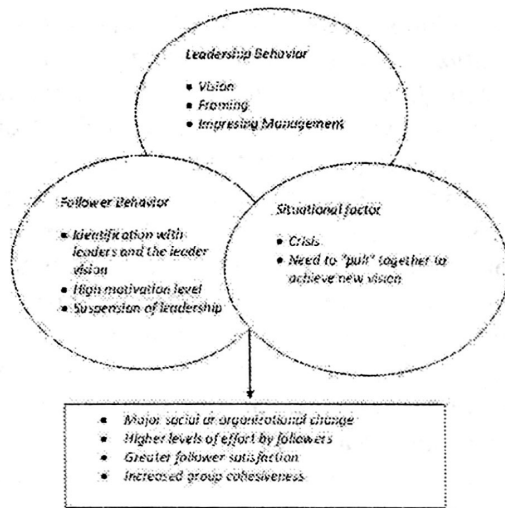 Leadership Behavior
• Vision
• Framing
• Impresing Management
Follower Behavior
• Identification with
leaders and the leader
vision
• High motivation level
• Suspension of leadership
Situational factor
• Crisis
• Need to "pull" together to
achieve new vision
• Major social or organizational change
• Higher levels of effort by followers
• Greater follower satisfaction
• Increased group cohesiveness